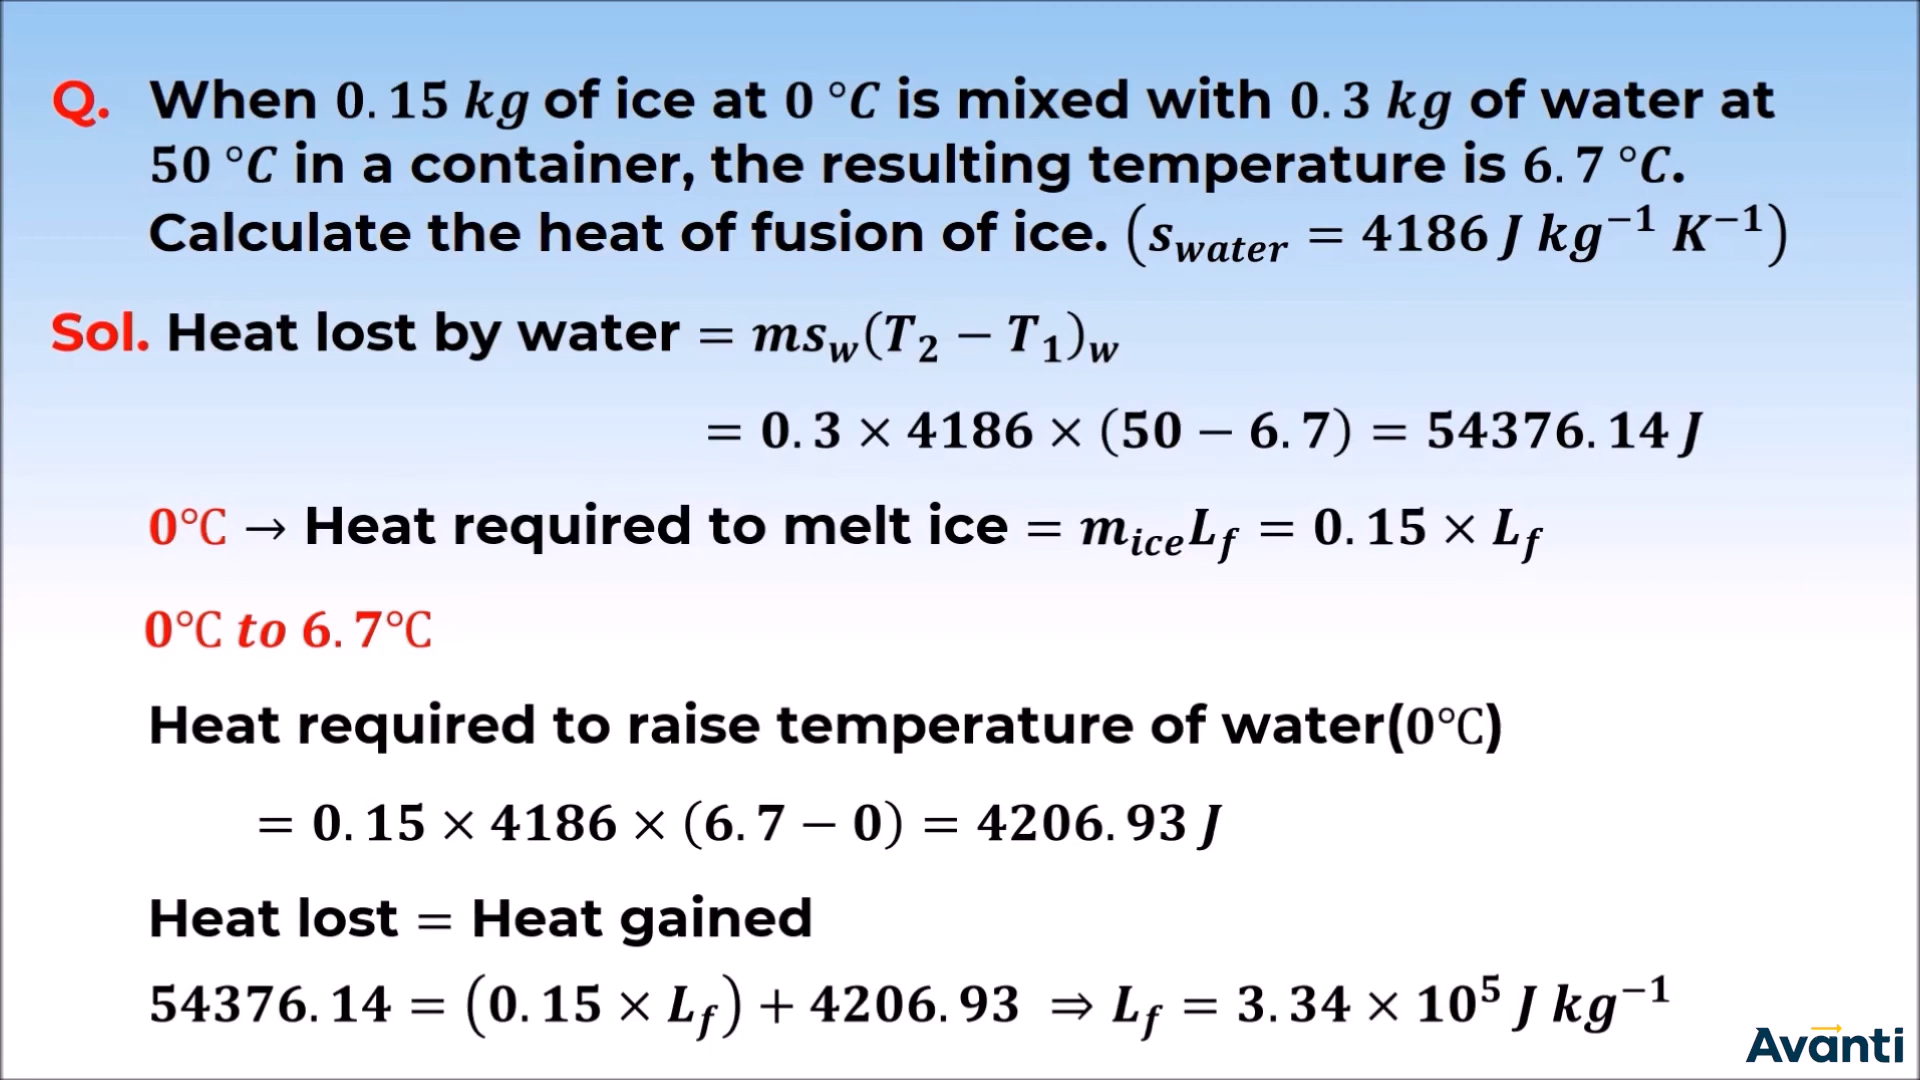 Q. When 0.15 kg of ice at 0 °C is mixed with 0.3 kg of water at
50 °C in a container, the resulting temperature is 6.7 °C.
Calculate the heat of fusion of ice. (s_water = 4186 J kg⁻¹ K⁻¹)
Sol. Heat lost by water = ms_w(T₂ − T₁)_w
= 0.3 × 4186 × (50 − 6.7) = 54376.14 J
0°C → Heat required to melt ice = m_ice L_f = 0.15 × L_f
0°C to 6.7°C
Heat required to raise temperature of water(0°C)
= 0.15 × 4186 × (6.7 − 0) = 4206.93 J
Heat lost = Heat gained
54376.14 = (0.15 × L_f) + 4206.93 ⇒ L_f = 3.34 × 10⁵ J kg⁻¹
Avanti